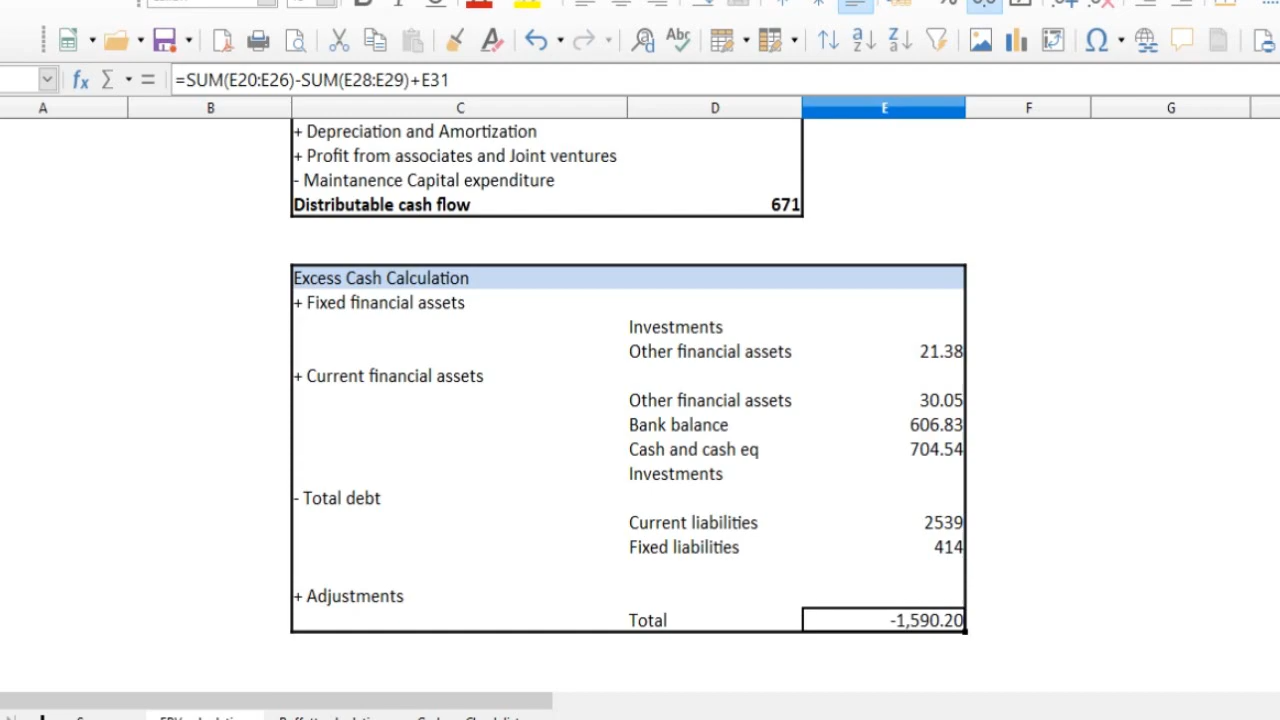 =SUM(E20:E26)-SUM(E28:E29)+E31
A B C D E F G
+ Depreciation and Amortization
+ Profit from associates and Joint ventures
- Maintanence Capital expenditure
Distributable cash flow 671
Excess Cash Calculation
+ Fixed financial assets
Investments
Other financial assets 21.38
+ Current financial assets
Other financial assets 30.05
Bank balance 606.83
Cash and cash eq 704.54
Investments
- Total debt
Current liabilities 2539
Fixed liabilities 414
+ Adjustments
Total -1,590.20